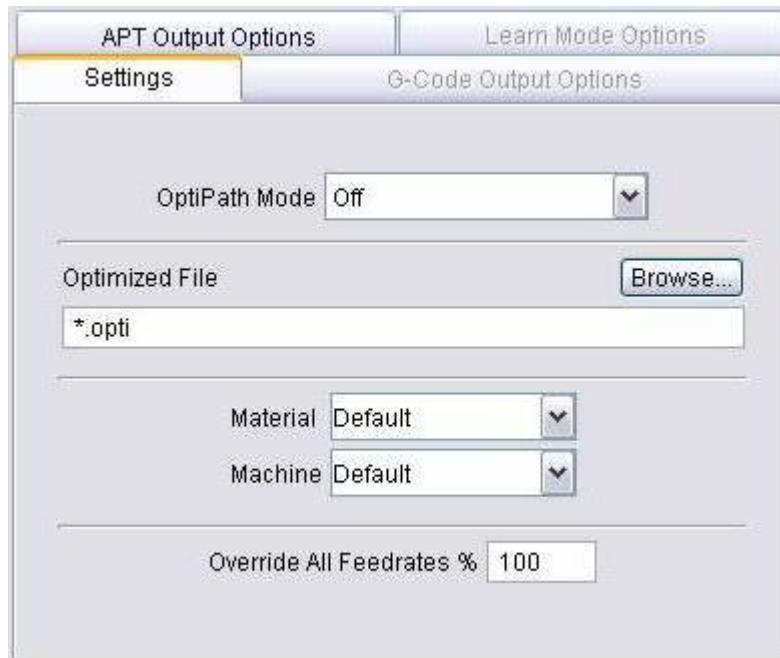 APT Output Options Learn Mode Options
Settings G-Code Output Options
OptiPath Mode Off
Optimized File Browse...
*.opti
Material Default
Machine Default
Override All Feedrates % 100